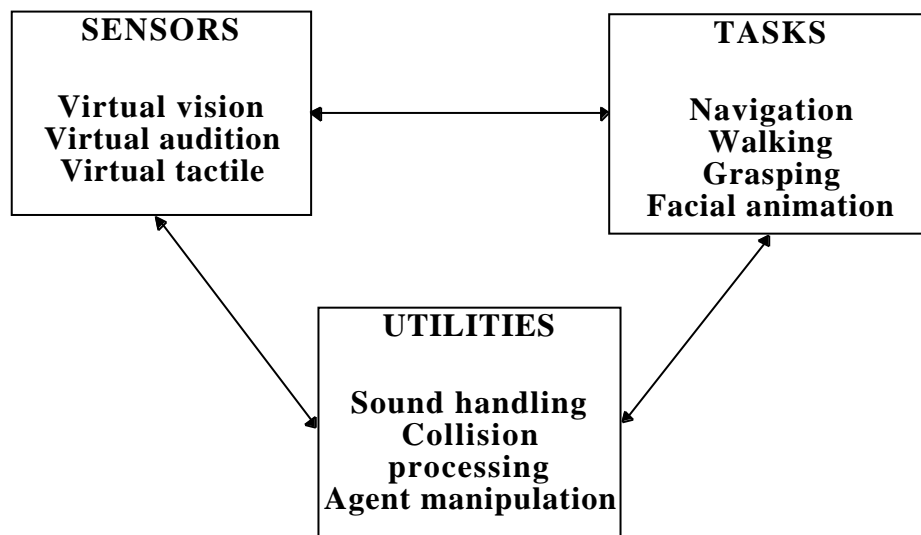 SENSORS
Virtual vision
Virtual audition
Virtual tactile
TASKS
Navigation
Walking
Grasping
Facial animation
UTILITIES
Sound handling
Collision
processing
Agent manipulation